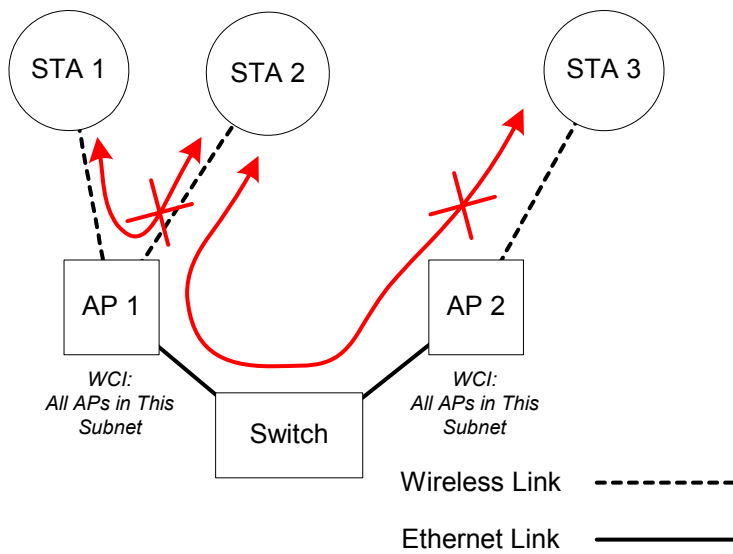 STA 1
STA 2
STA 3
AP 1
AP 2
WCI:
All APs in This
Subnet
WCI:
All APs in This
Subnet
Switch
Wireless Link
Ethernet Link